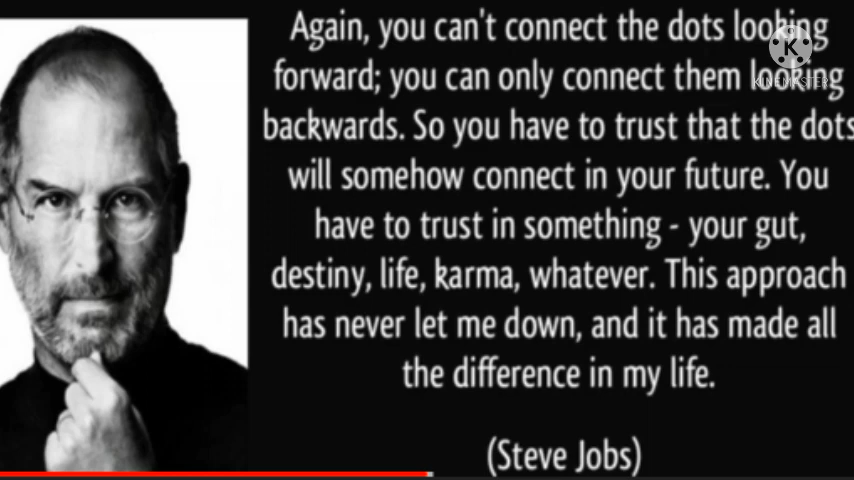 Again, you can't connect the dots looking
forward; you can only connect them looking
backwards. So you have to trust that the dots
will somehow connect in your future. You
have to trust in something - your gut,
destiny, life, karma, whatever. This approach
has never let me down, and it has made all
the difference in my life.
(Steve Jobs)
K
KINEMASTER